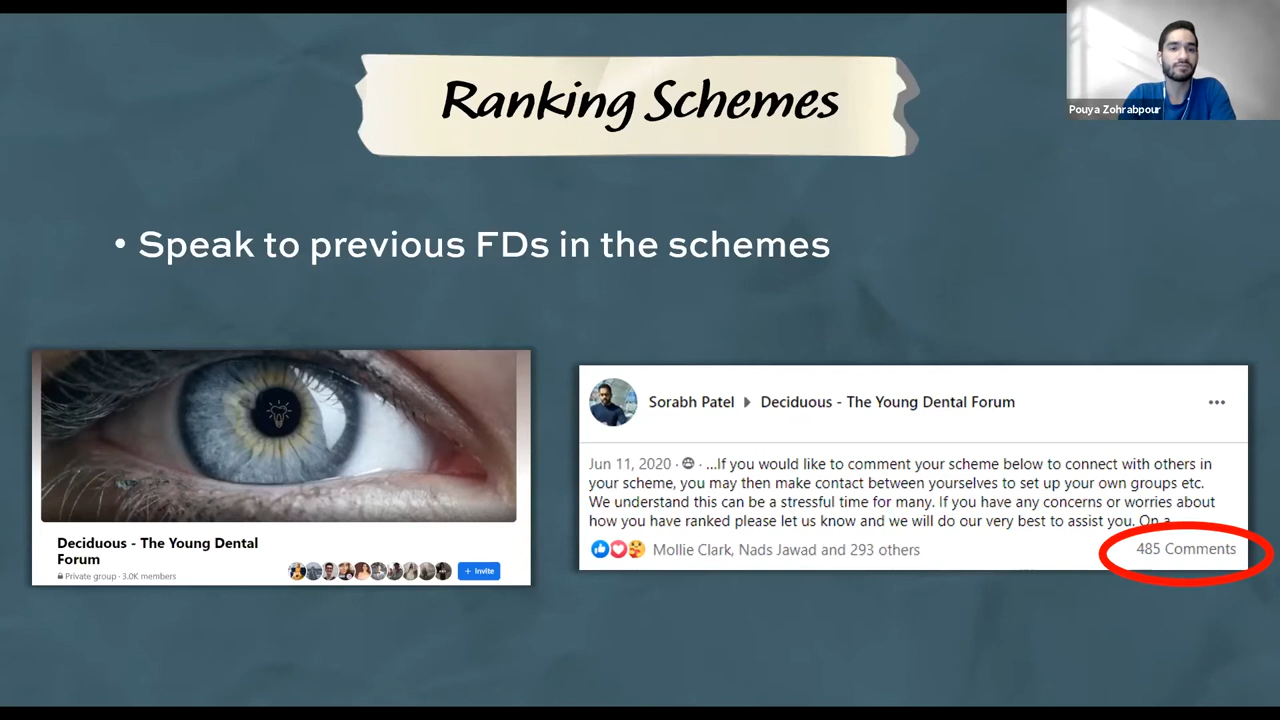 Ranking Schemes
Pouya Zohrabpour
• Speak to previous FDs in the schemes
Deciduous - The Young Dental
Forum
Private group · 3.0K members
+ Invite
Sorabh Patel ▶ Deciduous - The Young Dental Forum
Jun 11, 2020 · ...If you would like to comment your scheme below to connect with others in
your scheme, you may then make contact between yourselves to set up your own groups etc.
We understand this can be a stressful time for many. If you have any concerns or worries about
how you have ranked please let us know and we will do our very best to assist you. On a
Mollie Clark, Nads Jawad and 293 others
485 Comments